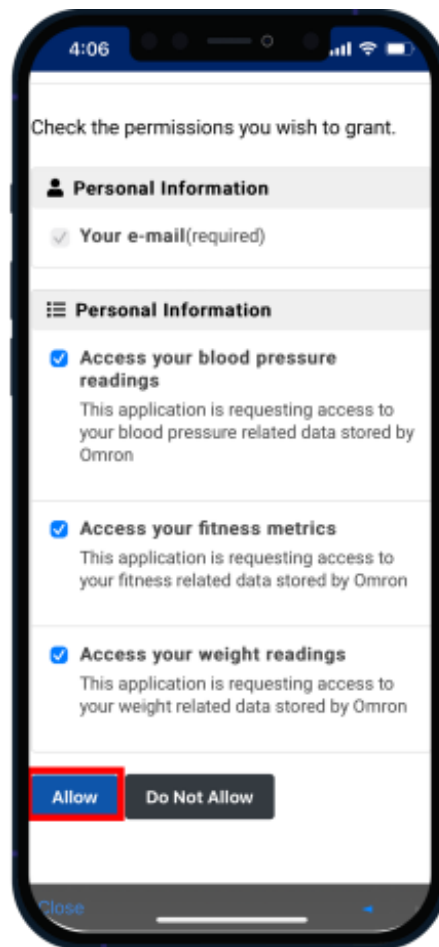 4:06
Check the permissions you wish to grant.
Personal Information
Your e-mail(required)
Personal Information
Access your blood pressure
readings
This application is requesting access to
your blood pressure related data stored by
Omron
Access your fitness metrics
This application is requesting access to
your fitness related data stored by Omron
Access your weight readings
This application is requesting access to
your weight related data stored by Omron
Allow Do Not Allow
Close